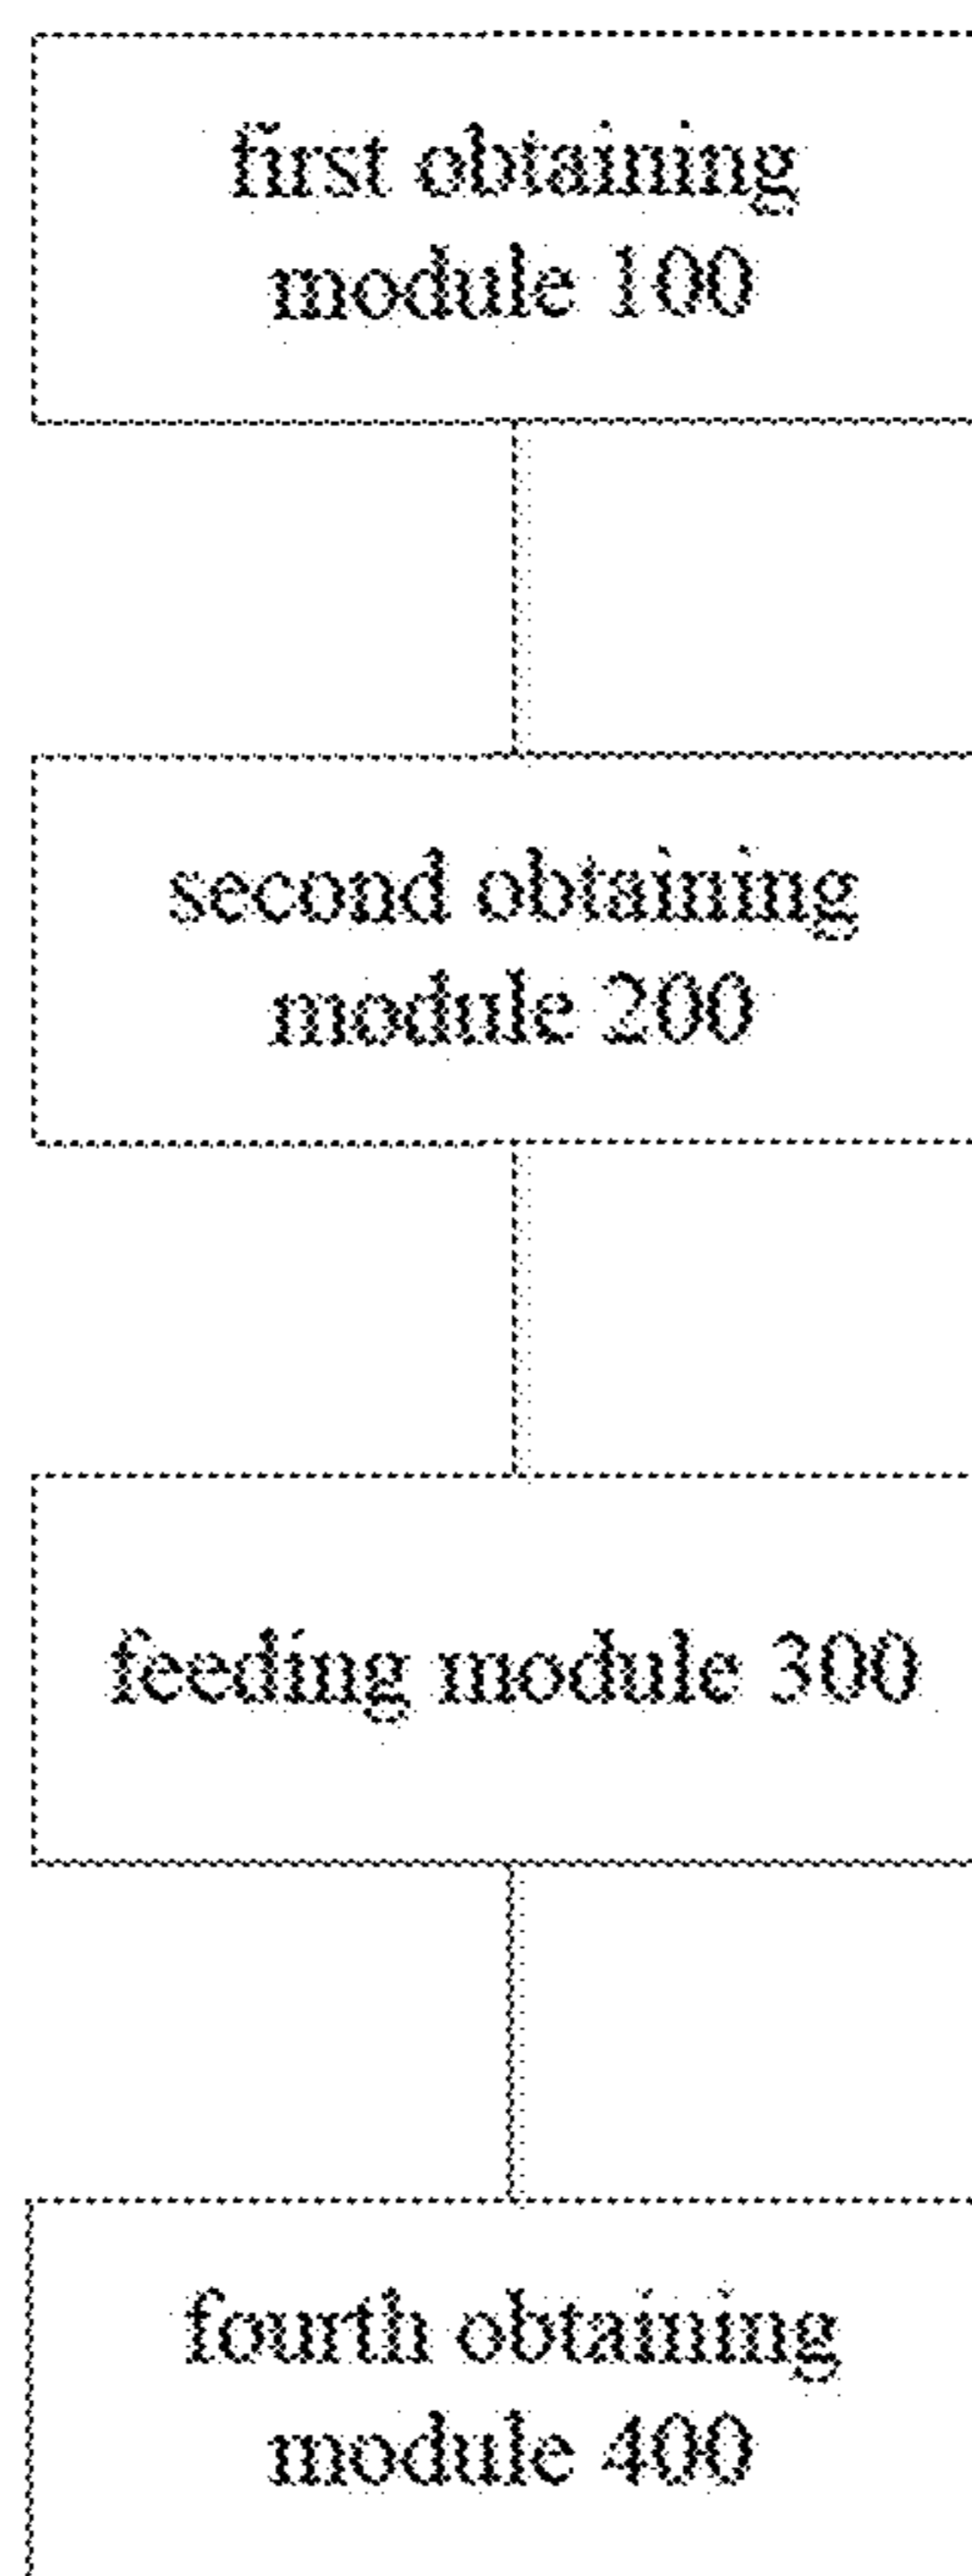 first obtaining
module 100
second obtaining
module 200
feeding module 300
fourth obtaining
module 400